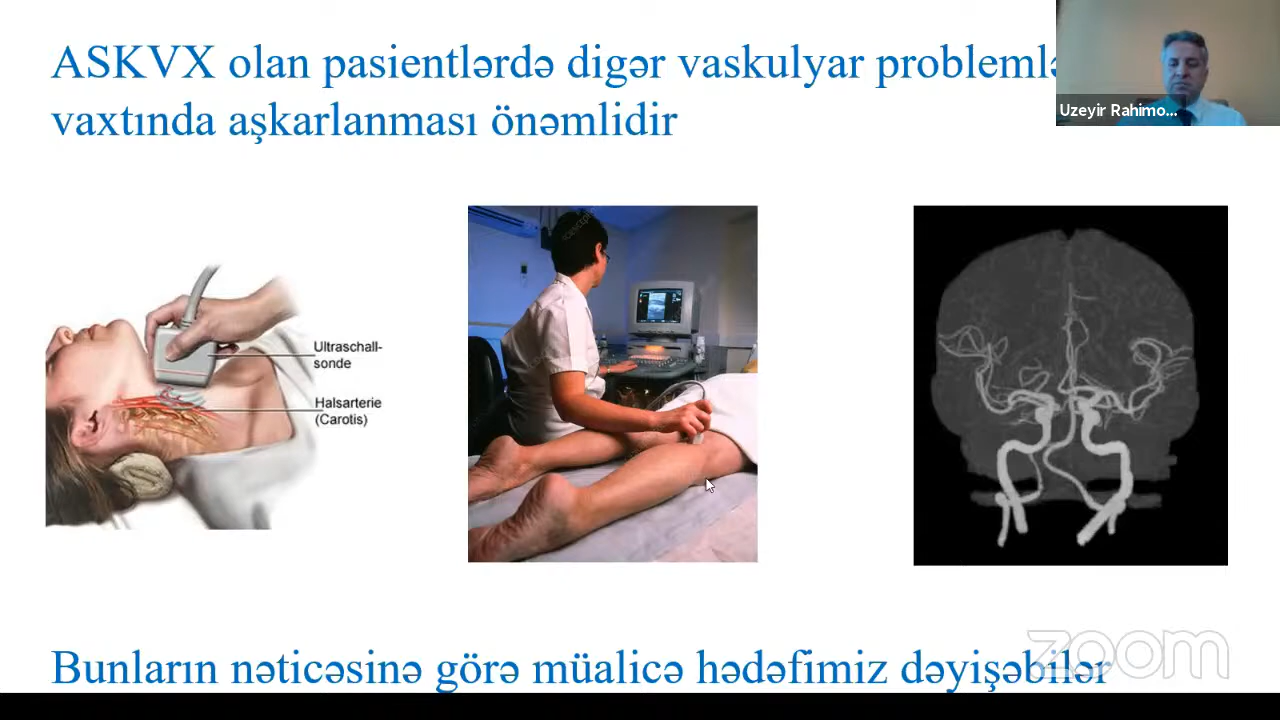 ASKVX olan pasientlərdə digər vaskulyar
vaxtında aşkarlanması önəmlidir
Uzeyir Rahimo...
Ultraschall-
sonde
Halsarterie
(Carotis)
Bunların nəticəsinə görə müalicə hədəfimiz dəyişəbilər
zoom